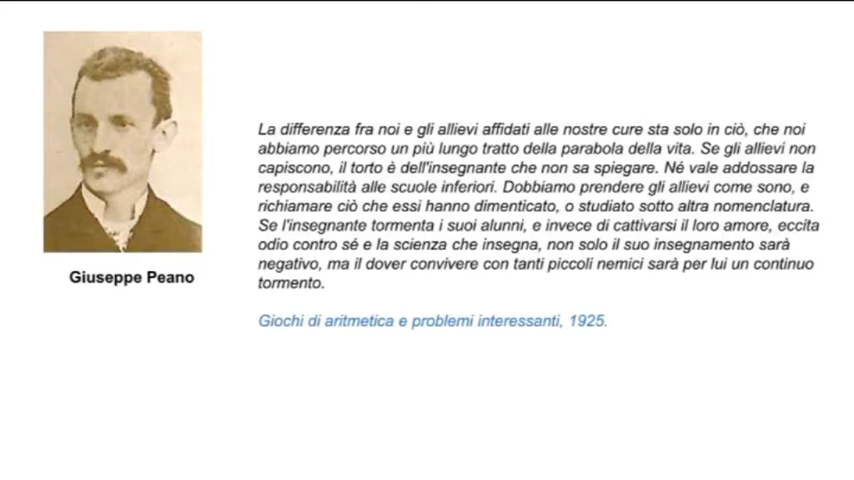 La differenza fra noi e gli allievi affidati alle nostre cure sta solo in ciò, che noi
abbiamo percorso un più lungo tratto della parabola della vita. Se gli allievi non
capiscono, il torto è dell'insegnante che non sa spiegare. Né vale addossare la
responsabilità alle scuole inferiori. Dobbiamo prendere gli allievi come sono, e
richiamare ciò che essi hanno dimenticato, o studiato sotto altra nomenclatura.
Se l'insegnante tormenta i suoi alunni, e invece di cattivarsi il loro amore, eccita
odio contro sé e la scienza che insegna, non solo il suo insegnamento sarà
negativo, ma il dover convivere con tanti piccoli nemici sarà per lui un continuo
tormento.
Giochi di aritmetica e problemi interessanti, 1925.
Giuseppe Peano